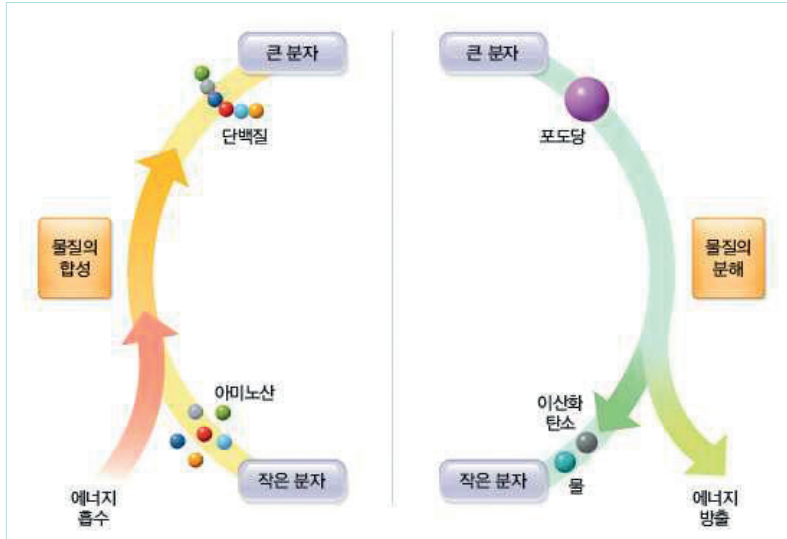 큰 분자
단백질
물질의
합성
아미노산
작은 분자
에너지
흡수
큰 분자
포도당
물질의
분해
이산화
탄소
물
작은 분자
에너지
방출